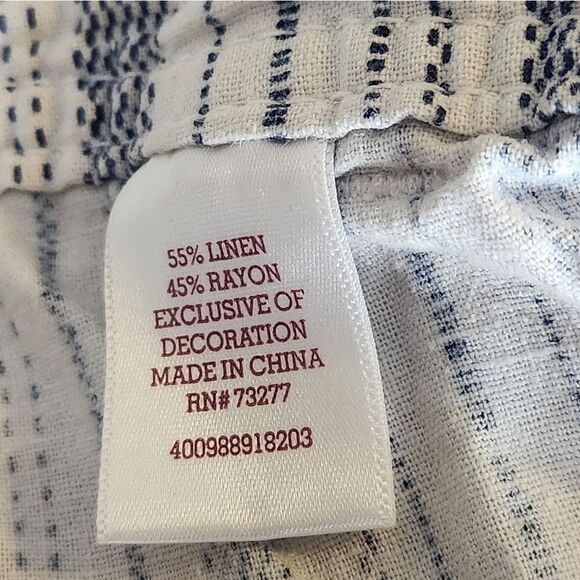 55% LINEN
45% RAYON
EXCLUSIVE OF
DECORATION
MADE IN CHINA
RN# 73277
400988918203